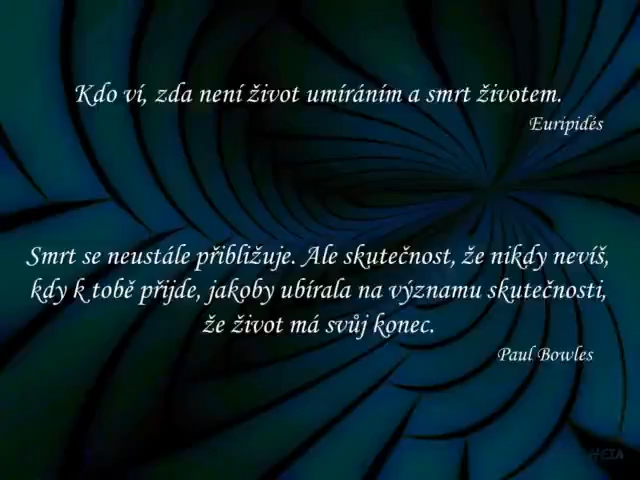 Kdo ví, zda není život umíráním a smrt životem.
Euripidés
Smrt se neustále přibližuje. Ale skutečnost, že nikdy nevíš,
kdy k tobě přijde, jakoby ubírala na významu skutečnosti,
že život má svůj konec.
Paul Bowles